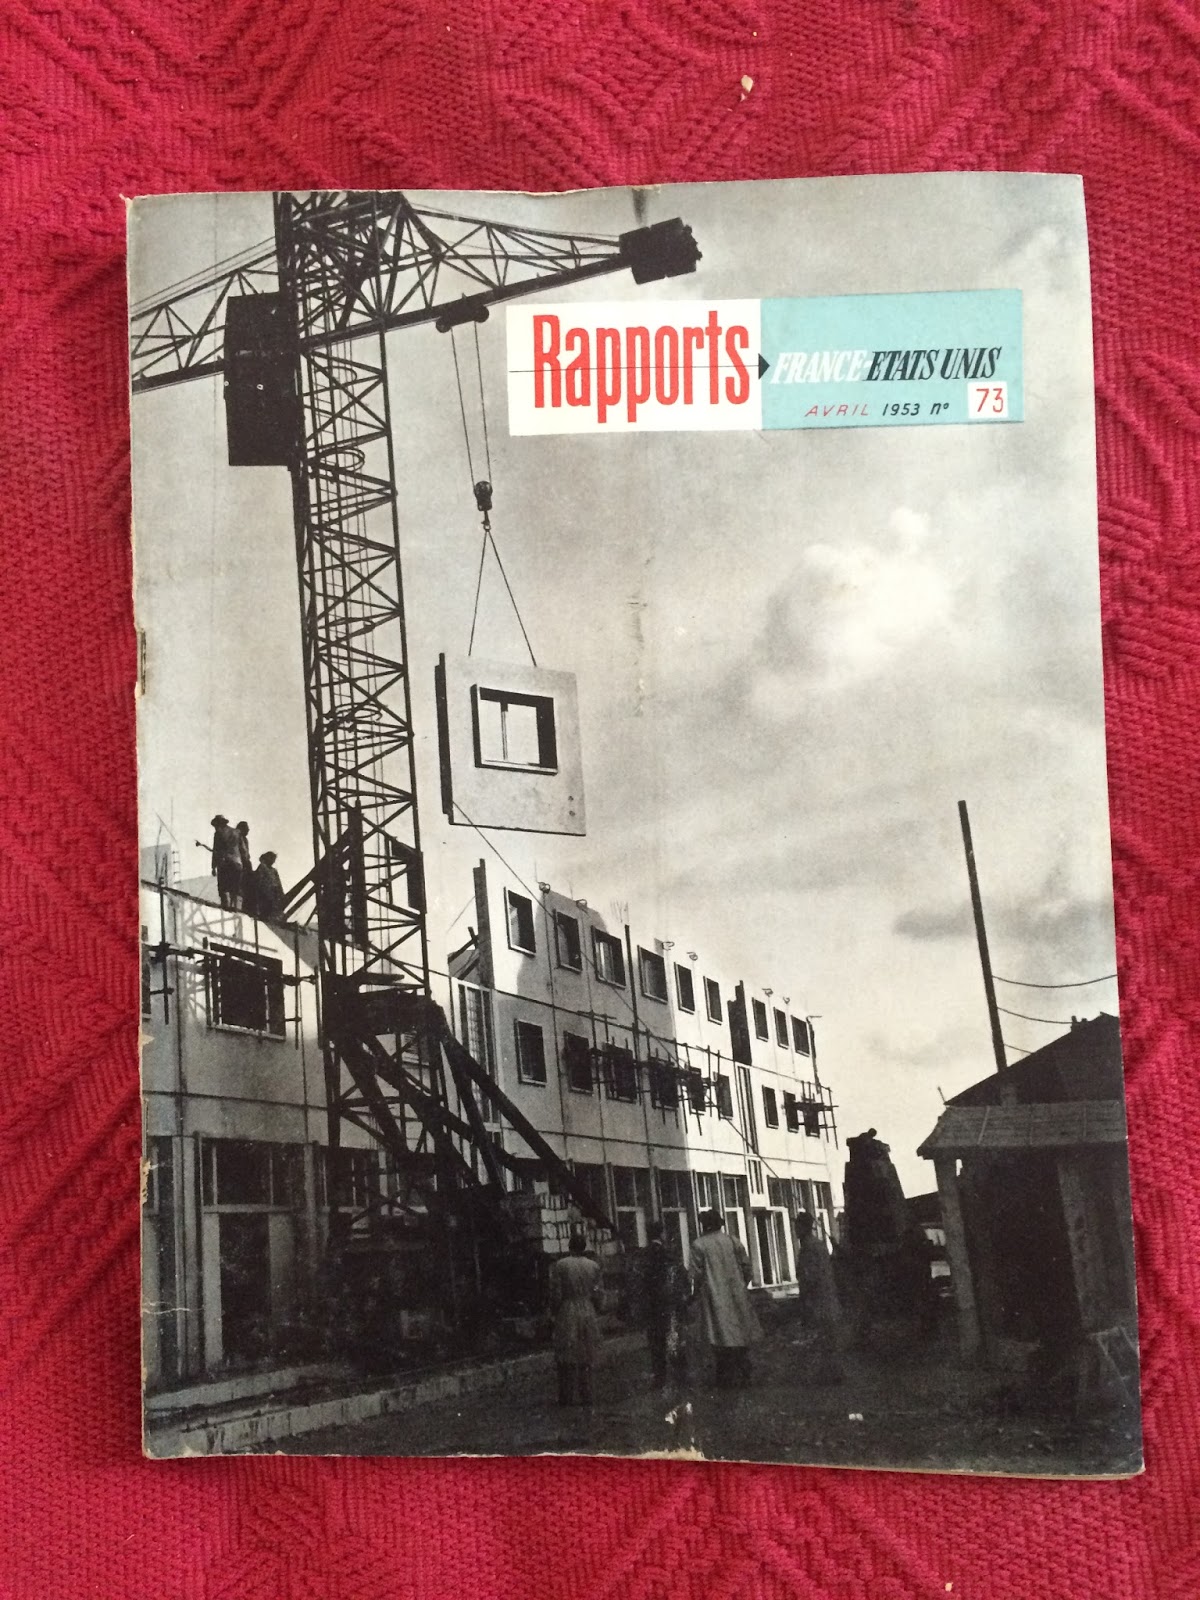 Rapports
FRANCE-ETATS UNIS
AVRIL 1953 nº 73